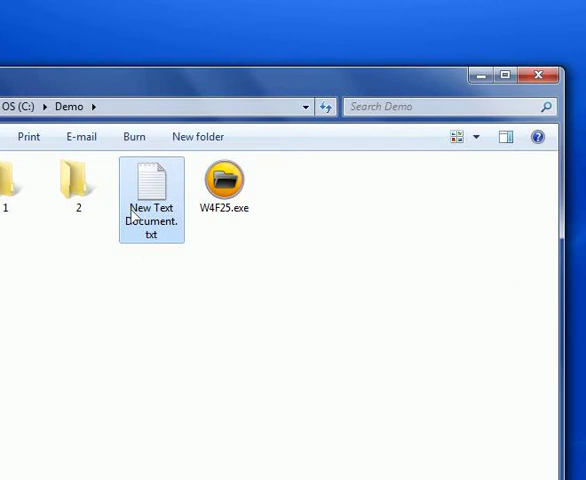 OS (C:) Demo Search Demo
Print E-mail Burn New folder
1 2 New Text W4F25.exe
Document.
txt